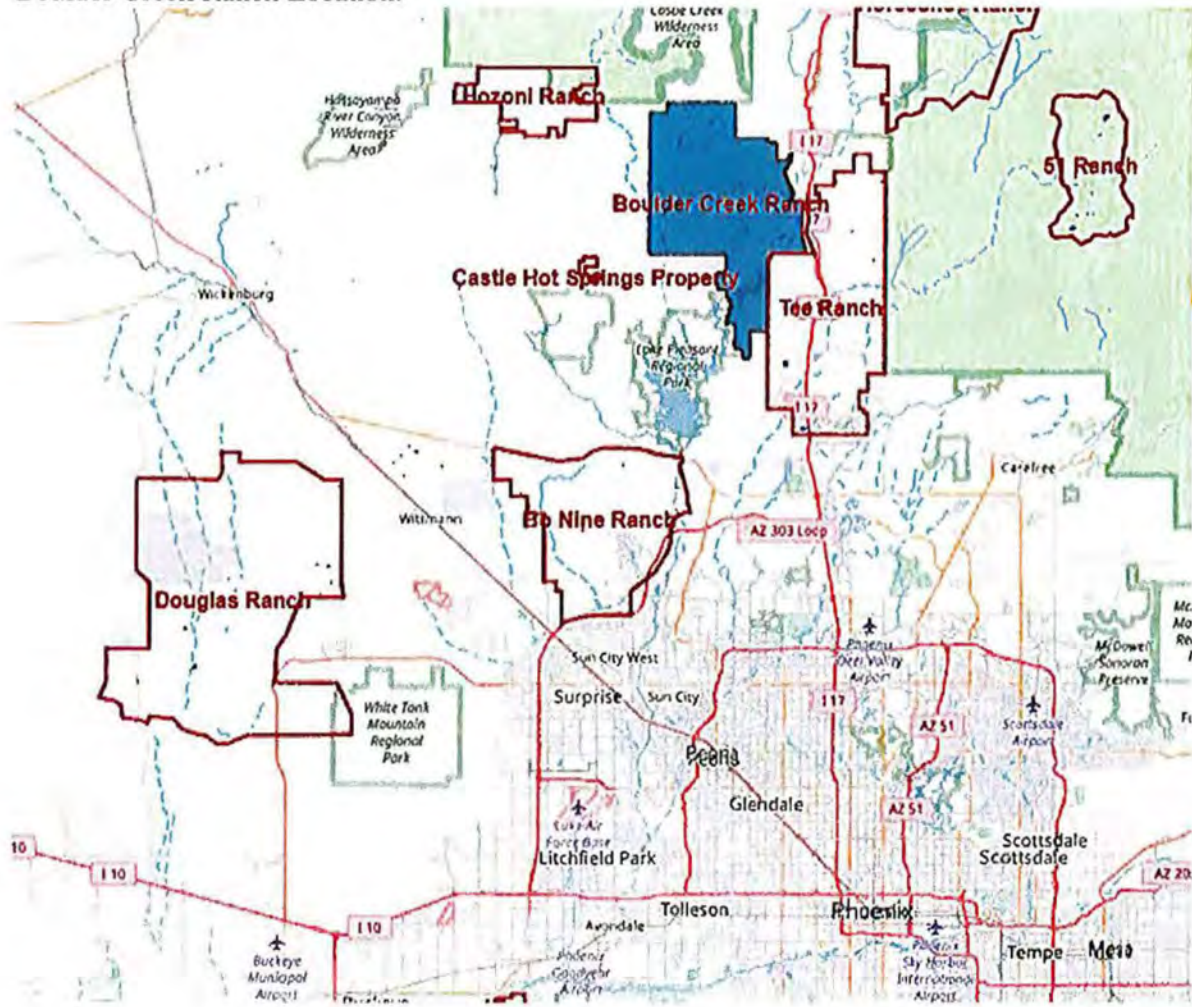 Boulder Creek Ranch Location:
Castle Creek
Wilderness
Area
Horseshoe Ranch
Hozoni Ranch
Hassayampa
River Canyon
Wilderness
Area
I 17
51 Ranch
Boulder Creek Ranch
Castle Hot Springs Property
Wickenburg
Tee Ranch
Lake Pleasant
Regional
Park
I 17
Carefree
Wittmann
Bo Nine Ranch
AZ 303 Loop
Douglas Ranch
Phoenix
Deer Valley
Airport
McDowell
Sonoran
Preserve
Sun City West
Surprise
Sun City
White Tank
Mountain
Regional
Park
I 17
AZ 51
Scottsdale
Airport
Peoria
Peoria
Glendale
AZ 51
Luke Air
Force Base
Litchfield Park
Scottsdale
Scottsdale
10
I 10
AZ 20
Tolleson
Phoenix
I 10
Avondale
Buckeye
Municipal
Airport
Phoenix
Goodyear
Airport
Phoenix
Sky Harbor
International
Airport
Tempe
Mesa